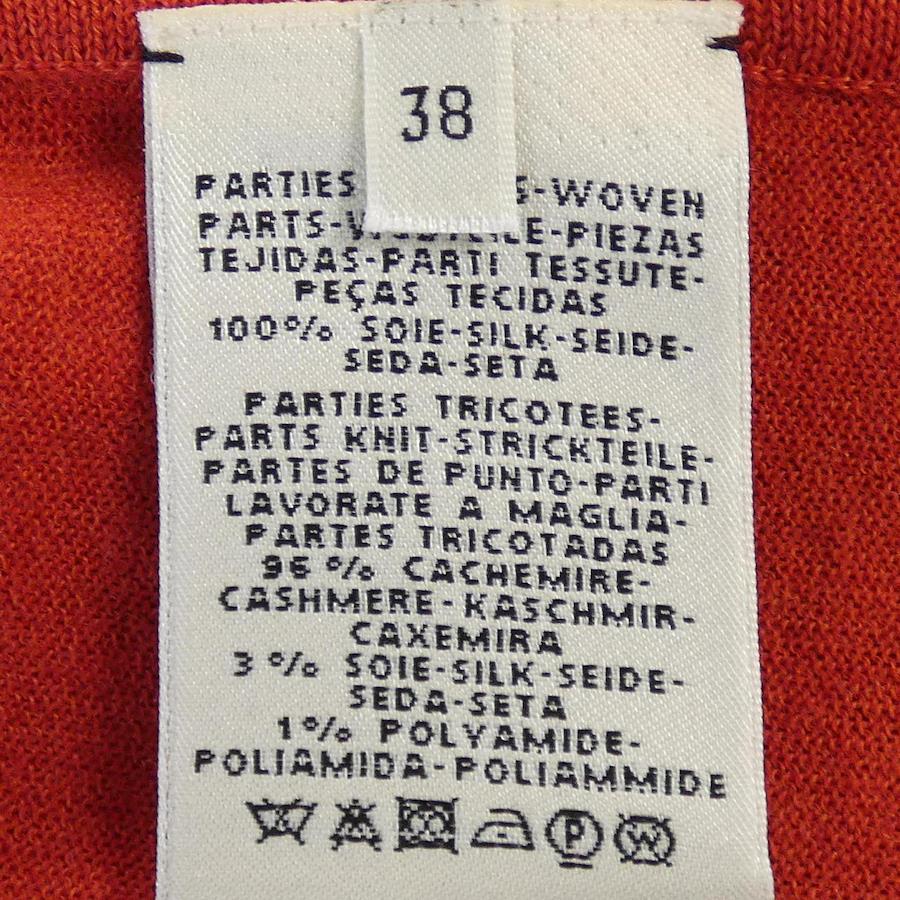 38
PARTIES S-WOVEN
PARTS- E-PIEZAS
TEJIDAS-PARTI TESSUTE-
PEÇAS TECIDAS
100% SOIE-SILK-SEIDE-
SEDA-SETA
PARTIES TRICOTEES-
PARTS KNIT-STRICKTEILE-
PARTES DE PUNTO-PARTI
LAVORATE A MAGLIA-
PARTES TRICOTADAS
96 % CACHEMIRE-
CASHMERE-KASCHMIR-
CAXEMIRA
3 % SOIE-SILK-SEIDE-
SEDA-SETA
1% POLYAMIDE-
POLIAMIDA-POLIAMMIDE
P W